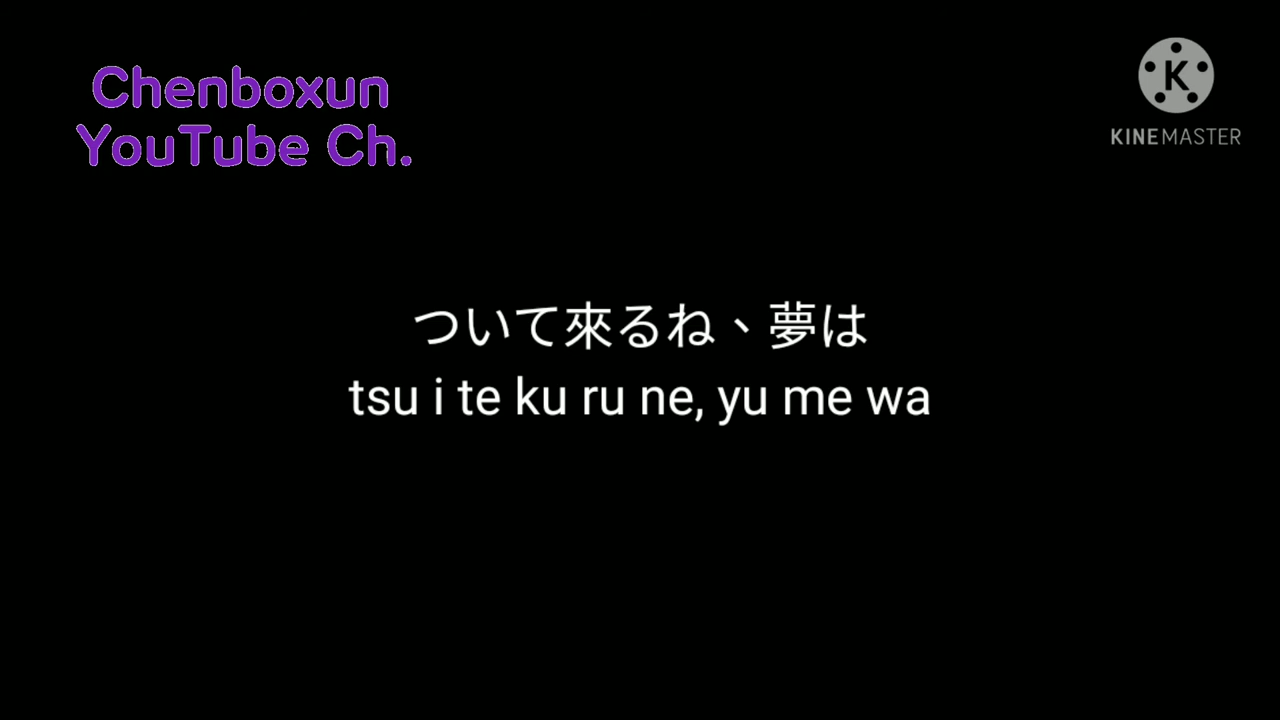 Chenboxun
YouTube Ch.
KINEMASTER
ついて來るね、夢は
tsu i te ku ru ne, yu me wa